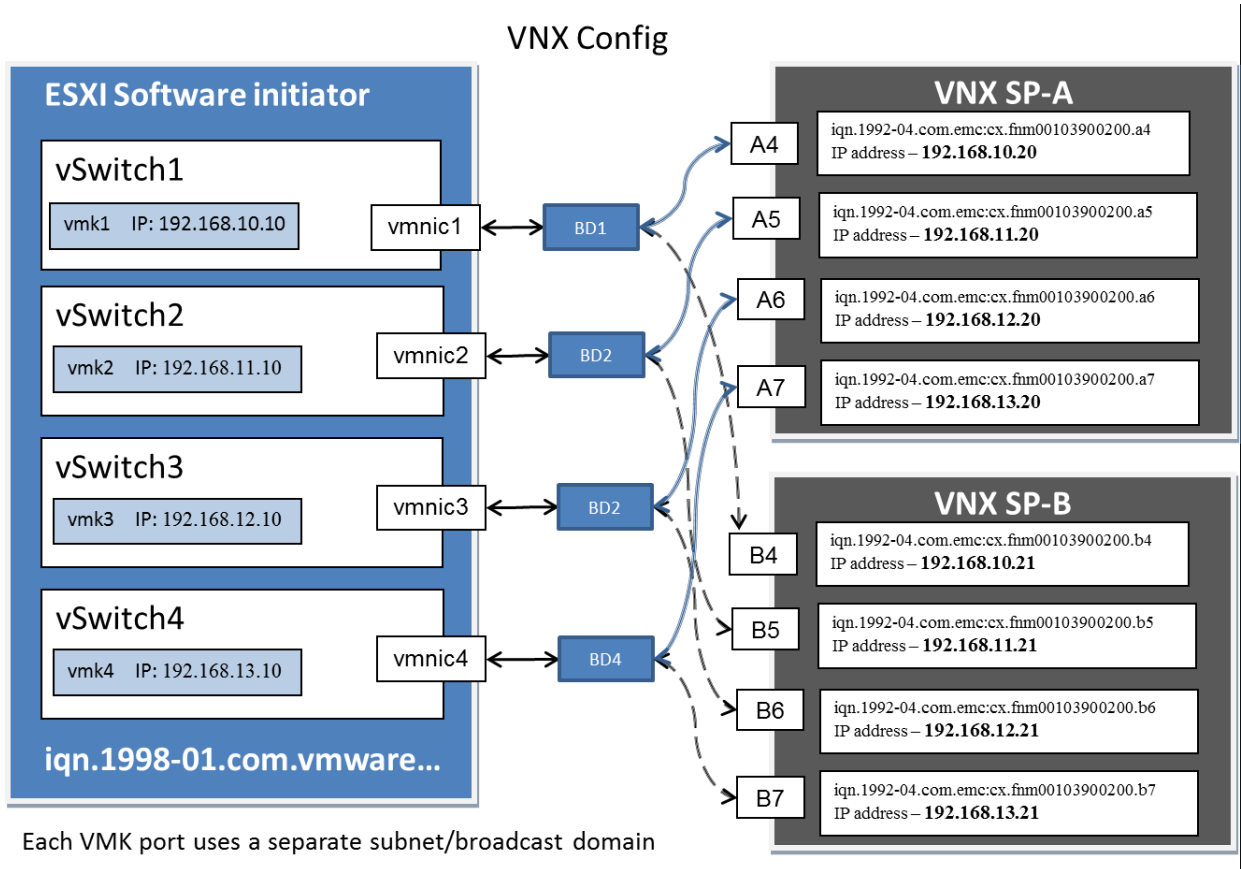 VNX Config
ESXI Software initiator
vSwitch1
vmk1 IP: 192.168.10.10
vmnic1
vSwitch2
vmk2 IP: 192.168.11.10
vmnic2
vSwitch3
vmk3 IP: 192.168.12.10
vmnic3
vSwitch4
vmk4 IP: 192.168.13.10
vmnic4
iqn.1998-01.com.vmware...
BD1
BD2
BD2
BD4
VNX SP-A
A4
iqn.1992-04.com.emc:cx.fnm00103900200.a4
IP address – 192.168.10.20
A5
iqn.1992-04.com.emc:cx.fnm00103900200.a5
IP address – 192.168.11.20
A6
iqn.1992-04.com.emc:cx.fnm00103900200.a6
IP address – 192.168.12.20
A7
iqn.1992-04.com.emc:cx.fnm00103900200.a7
IP address – 192.168.13.20
VNX SP-B
B4
iqn.1992-04.com.emc:cx.fnm00103900200.b4
IP address – 192.168.10.21
B5
iqn.1992-04.com.emc:cx.fnm00103900200.b5
IP address – 192.168.11.21
B6
iqn.1992-04.com.emc:cx.fnm00103900200.b6
IP address – 192.168.12.21
B7
iqn.1992-04.com.emc:cx.fnm00103900200.b7
IP address – 192.168.13.21
Each VMK port uses a separate subnet/broadcast domain